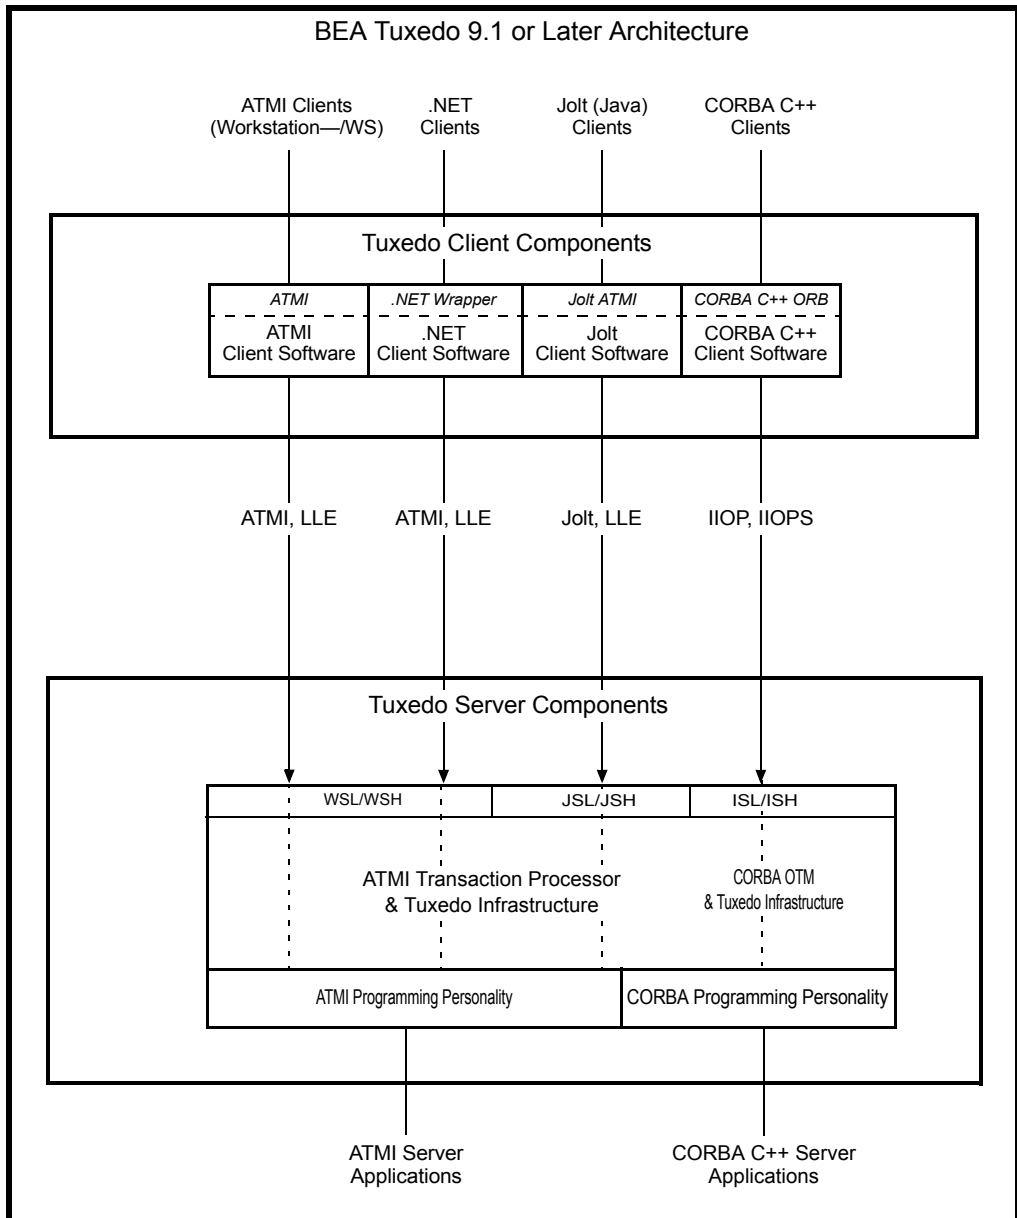 BEA Tuxedo 9.1 or Later Architecture
ATMI Clients
(Workstation—/WS)
.NET
Clients
Jolt (Java)
Clients
CORBA C++
Clients
Tuxedo Client Components
ATMI
ATMI
Client Software
.NET Wrapper
.NET
Client Software
Jolt ATMI
Jolt
Client Software
CORBA C++ ORB
CORBA C++
Client Software
ATMI, LLE
ATMI, LLE
Jolt, LLE
IIOP, IIOPS
Tuxedo Server Components
WSL/WSH
JSL/JSH
ISL/ISH
ATMI Transaction Processor
& Tuxedo Infrastructure
CORBA OTM
& Tuxedo Infrastructure
ATMI Programming Personality
CORBA Programming Personality
ATMI Server
Applications
CORBA C++ Server
Applications